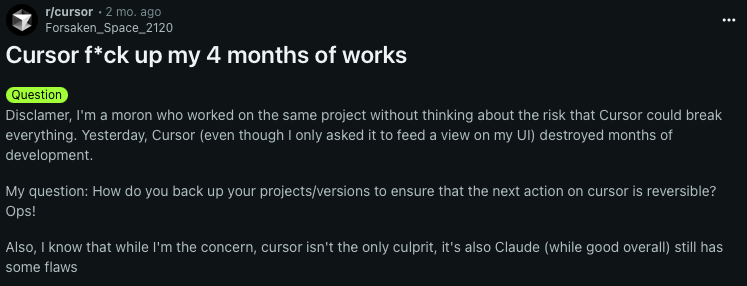 r/cursor • 2 mo. ago
Forsaken_Space_2120
Cursor f*ck up my 4 months of works
Question
Disclamer, I'm a moron who worked on the same project without thinking about the risk that Cursor could break
everything. Yesterday, Cursor (even though I only asked it to feed a view on my UI) destroyed months of
development.
My question: How do you back up your projects/versions to ensure that the next action on cursor is reversible?
Ops!
Also, I know that while I'm the concern, cursor isn't the only culprit, it's also Claude (while good overall) still has
some flaws